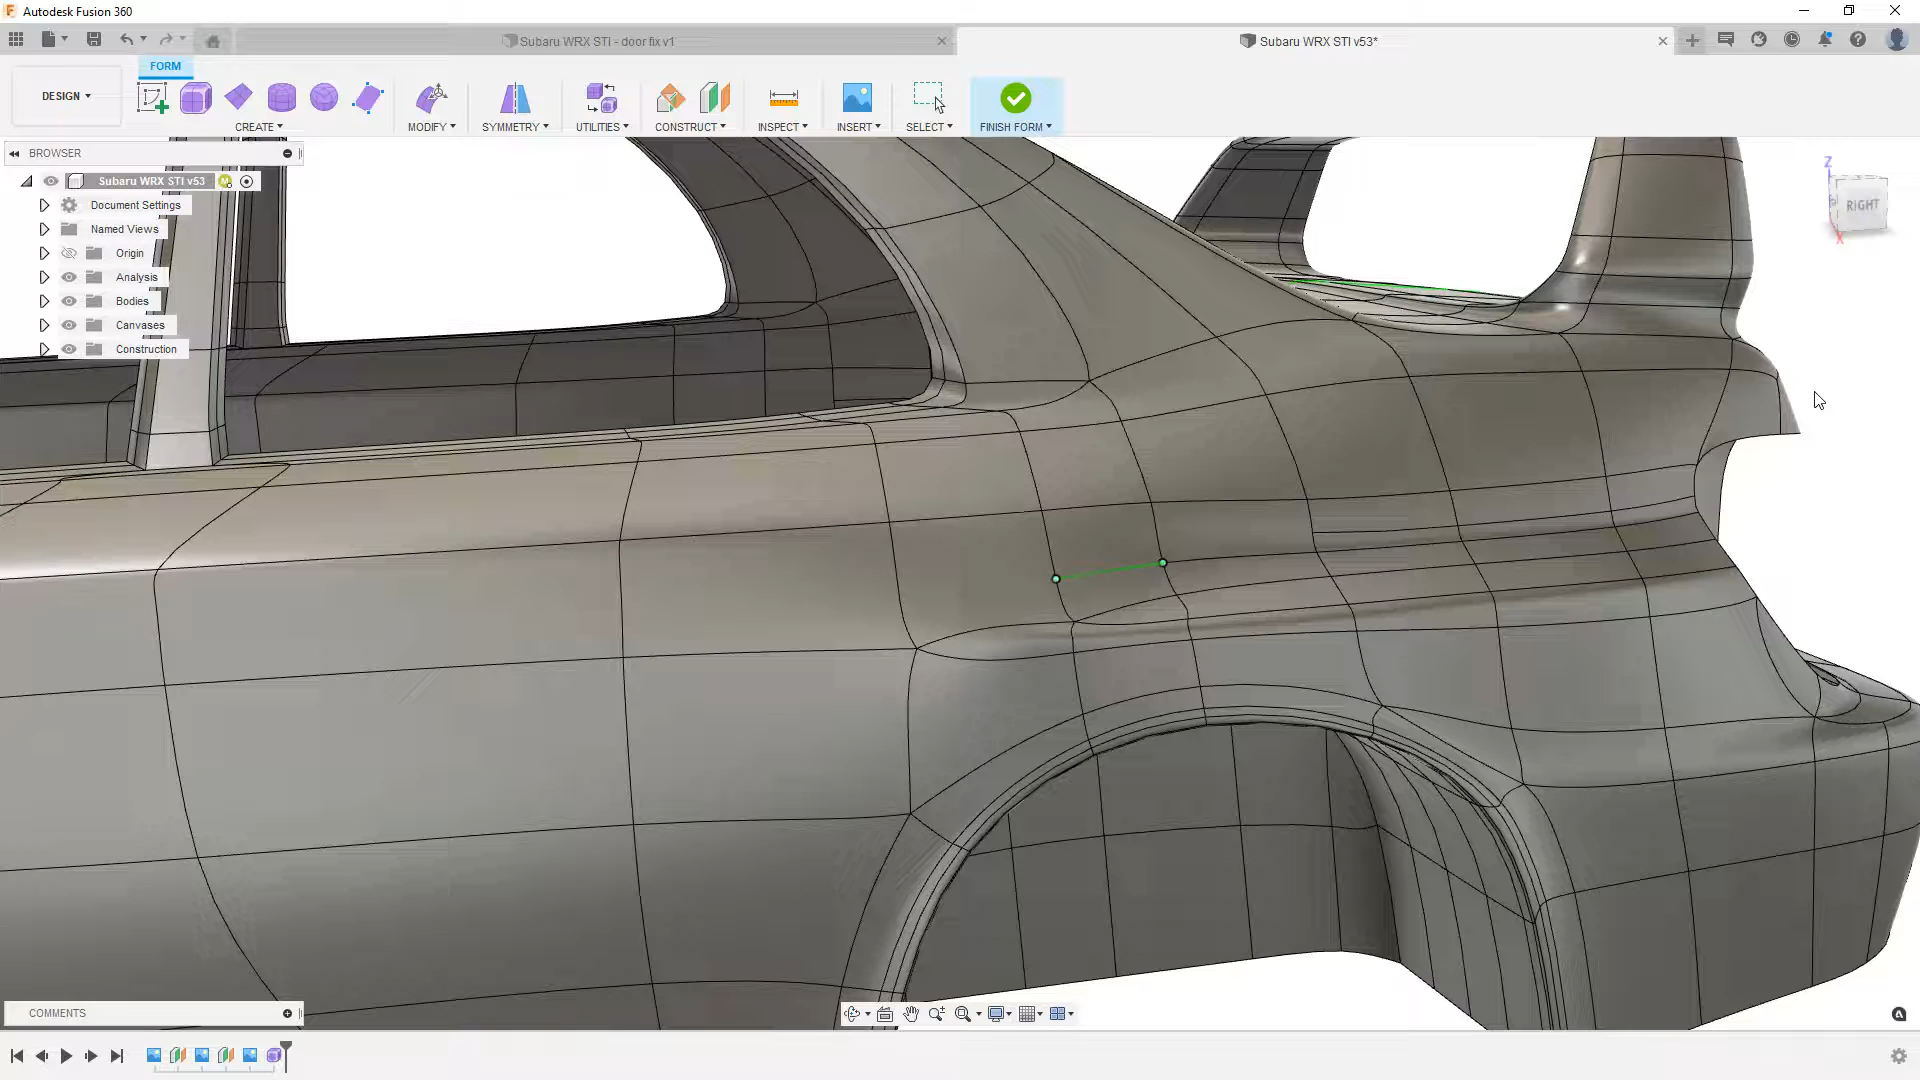 Autodesk Fusion 360
Subaru WRX STI - door fix v1
Subaru WRX STI v53*
FORM
DESIGN
CREATE
MODIFY
SYMMETRY
UTILITIES
CONSTRUCT
INSPECT
INSERT
SELECT
FINISH FORM
BROWSER
Subaru WRX STI v53
Document Settings
Named Views
Origin
Analysis
Bodies
Canvases
Construction
Z
RIGHT
X
COMMENTS